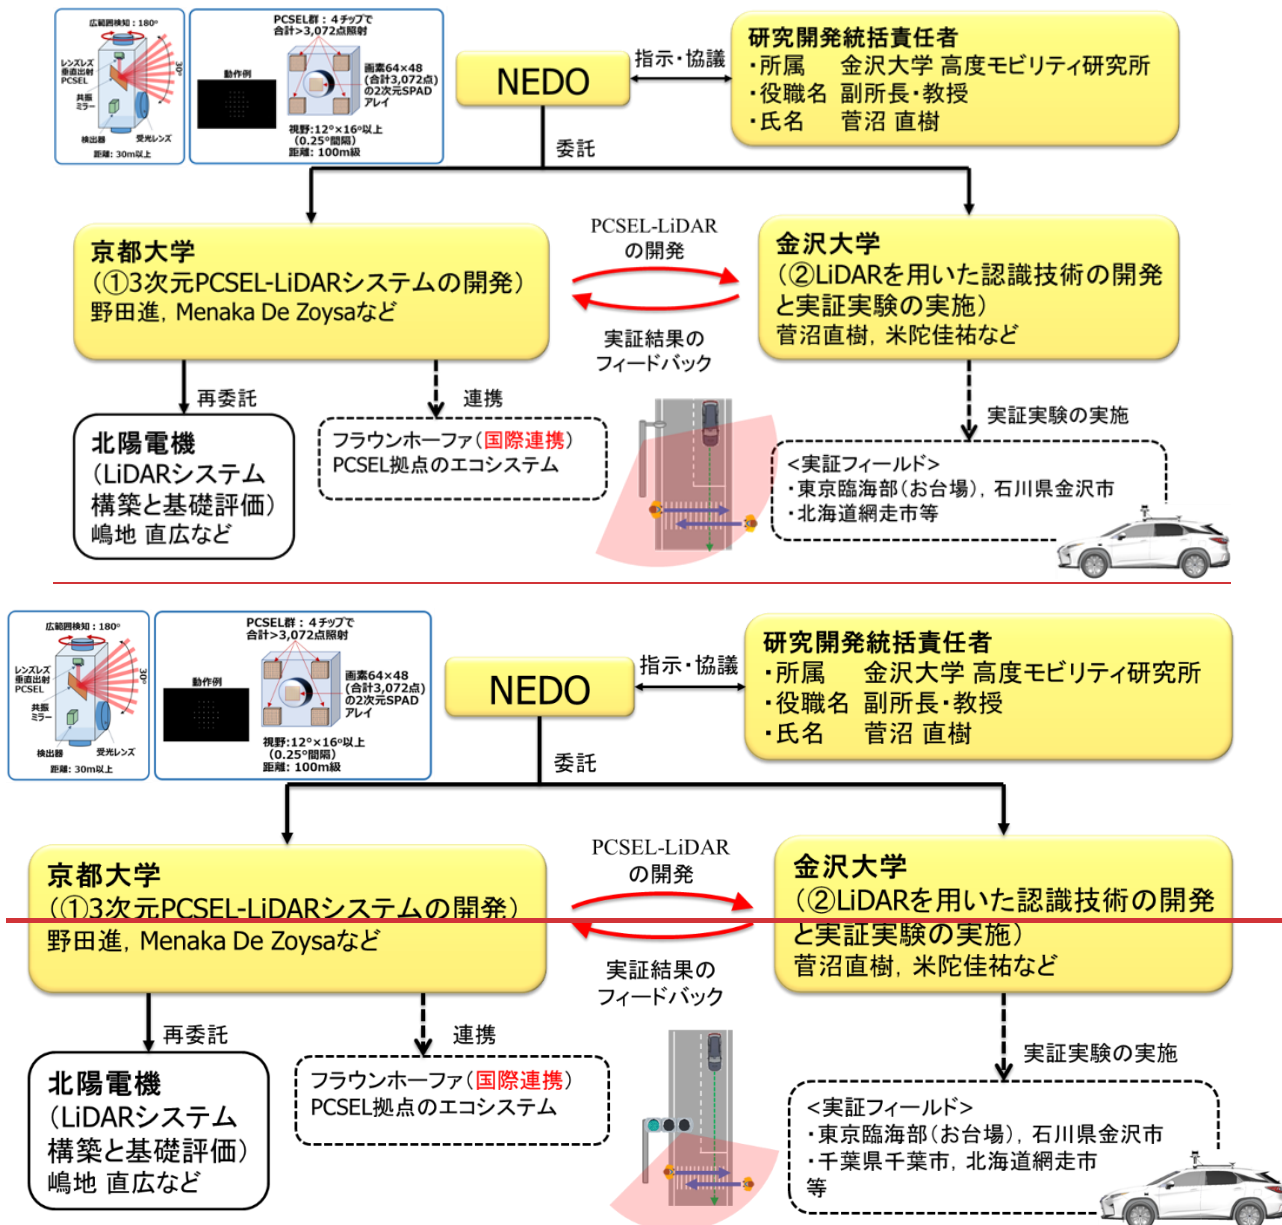 広範囲検知：180°
レンズレズ
垂直出射
PCSEL
30°
共振
ミラー
検出器
受光レンズ
距離: 30m以上
PCSEL群：４チップで
合計>3,072点照射
動作例
画素64×48
(合計3,072点)
の2次元SPAD
アレイ
視野:12°×16°以上
（0.25°間隔）
距離: 100m級
NEDO
指示・協議
研究開発統括責任者
・所属　金沢大学 高度モビリティ研究所
・役職名 副所長・教授
・氏名　菅沼 直樹
委託
京都大学
（①3次元PCSEL-LiDARシステムの開発）
野田進, Menaka De Zoysaなど
PCSEL-LiDAR
の開発
実証結果の
フィードバック
金沢大学
（②LiDARを用いた認識技術の開発
と実証実験の実施）
菅沼直樹, 米陀佳祐など
再委託
連携
実証実験の実施
北陽電機
(LiDARシステム
構築と基礎評価)
嶋地 直広など
フラウンホーファ（国際連携）
PCSEL拠点のエコシステム
<実証フィールド>
・東京臨海部（お台場）, 石川県金沢市
・北海道網走市等
広範囲検知：180°
レンズレズ
垂直出射
PCSEL
30°
共振
ミラー
検出器
受光レンズ
距離: 30m以上
PCSEL群：４チップで
合計>3,072点照射
動作例
画素64×48
(合計3,072点)
の2次元SPAD
アレイ
視野:12°×16°以上
（0.25°間隔）
距離: 100m級
NEDO
指示・協議
研究開発統括責任者
・所属　金沢大学 高度モビリティ研究所
・役職名 副所長・教授
・氏名　菅沼 直樹
委託
京都大学
（①3次元PCSEL-LiDARシステムの開発）
野田進, Menaka De Zoysaなど
PCSEL-LiDAR
の開発
実証結果の
フィードバック
金沢大学
（②LiDARを用いた認識技術の開発
と実証実験の実施）
菅沼直樹, 米陀佳祐など
再委託
連携
実証実験の実施
北陽電機
(LiDARシステム
構築と基礎評価)
嶋地 直広など
フラウンホーファ（国際連携）
PCSEL拠点のエコシステム
<実証フィールド>
・東京臨海部（お台場）, 石川県金沢市
・千葉県千葉市, 北海道網走市
等